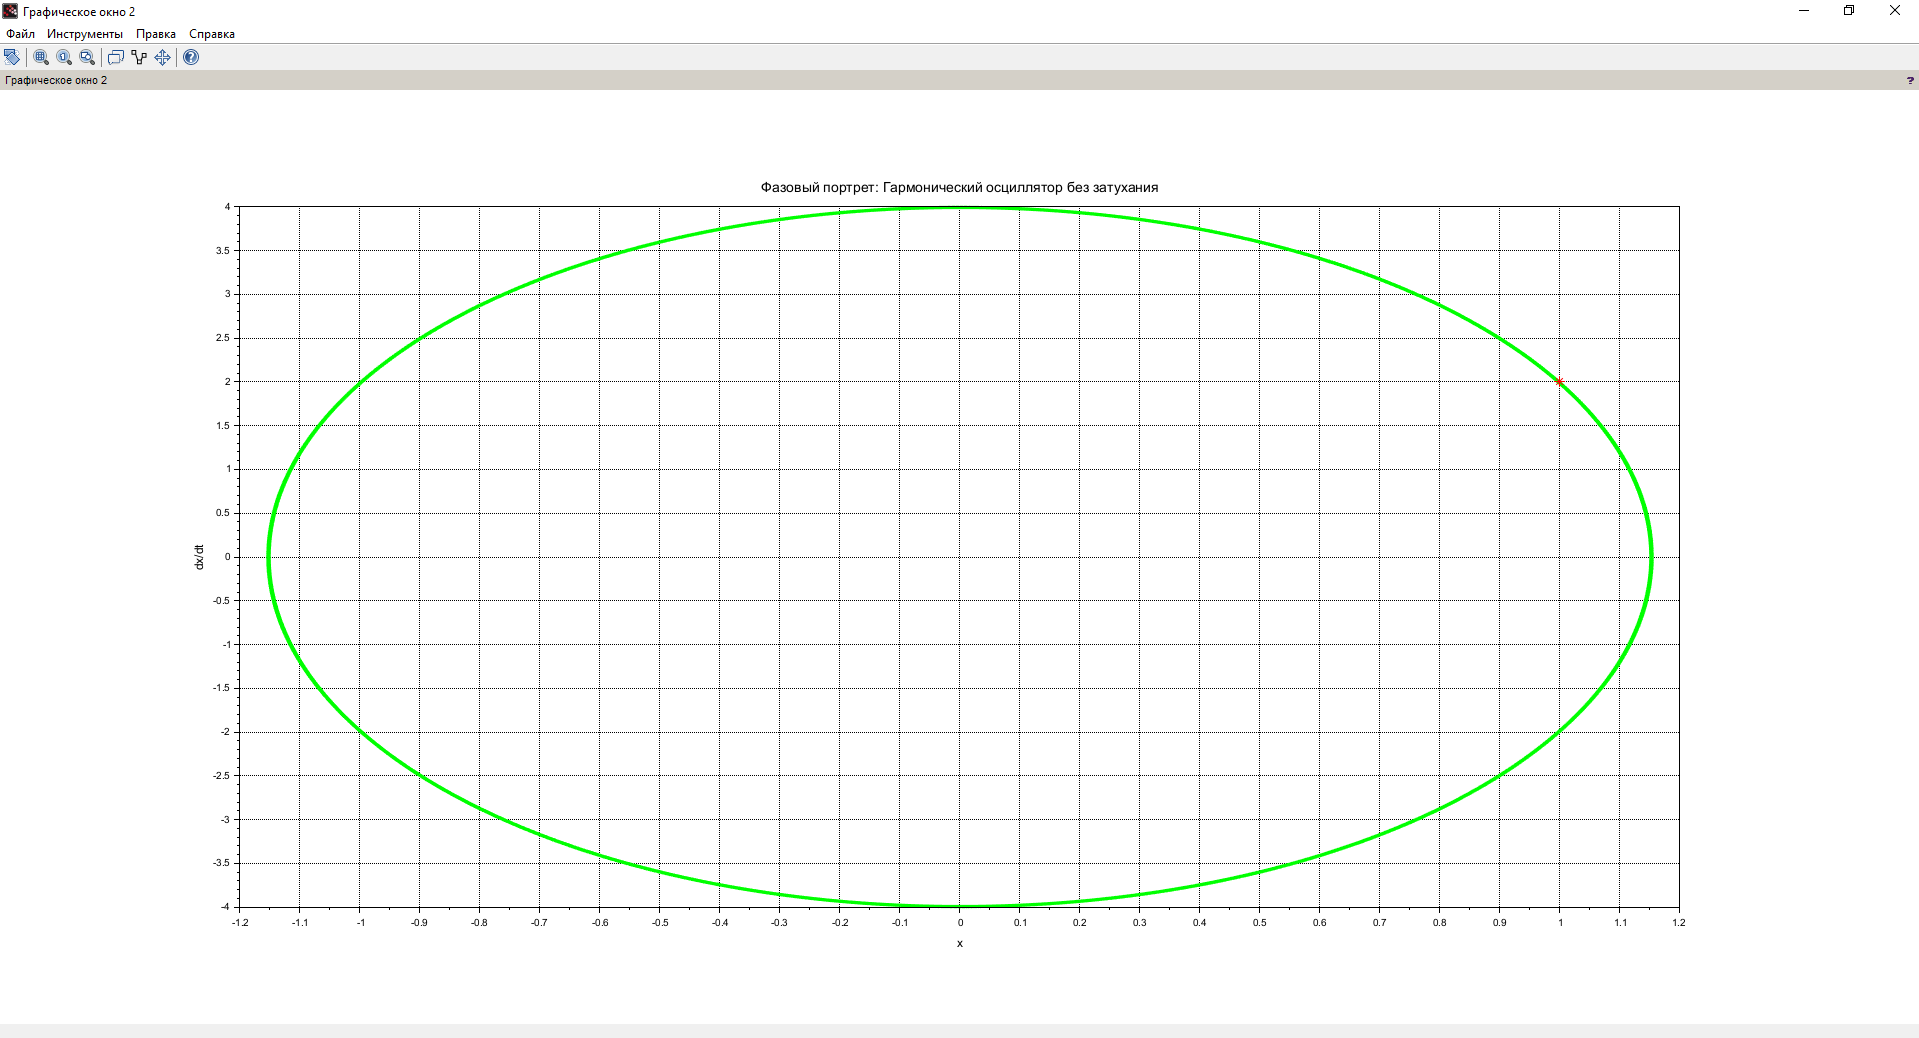 Графическое окно 2
Файл Инструменты Правка Справка
Графическое окно 2 ?
Фазовый портрет: Гармонический осциллятор без затухания
4
3.5
3
2.5
2
1.5
1
0.5
0
-0.5
-1
-1.5
-2
-2.5
-3
-3.5
-4
dx/dt
-1.2 -1.1 -1 -0.9 -0.8 -0.7 -0.6 -0.5 -0.4 -0.3 -0.2 -0.1 0 0.1 0.2 0.3 0.4 0.5 0.6 0.7 0.8 0.9 1 1.1 1.2
x